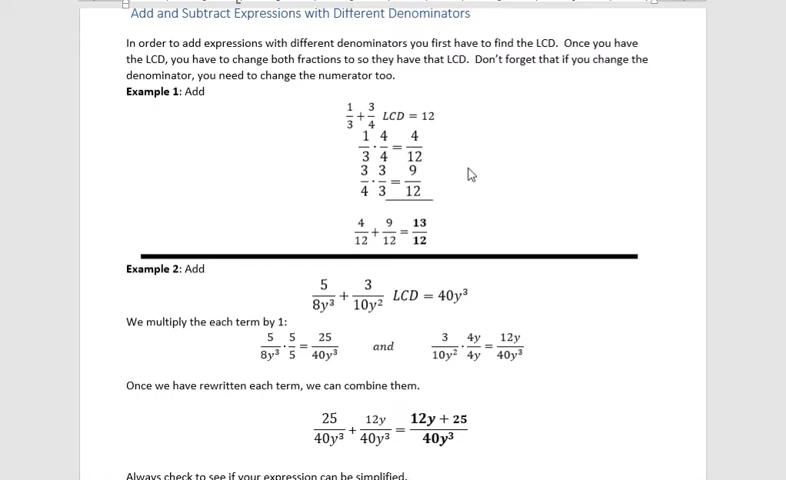 Add and Subtract Expressions with Different Denominators
In order to add expressions with different denominators you first have to find the LCD.  Once you have
the LCD, you have to change both fractions to so they have that LCD.  Don't forget that if you change the
denominator, you need to change the numerator too.
Example 1: Add
1/3 + 3/4 LCD = 12
1/3 · 4/4 = 4/12
3/4 · 3/3 = 9/12
4/12 + 9/12 = 13/12
Example 2: Add
5/8y³ + 3/10y² LCD = 40y³
We multiply the each term by 1:
5/8y³ · 5/5 = 25/40y³ and 3/10y² · 4y/4y = 12y/40y³
Once we have rewritten each term, we can combine them.
25/40y³ + 12y/40y³ = 12y + 25/40y³
Always check to see if your expression can be simplified.